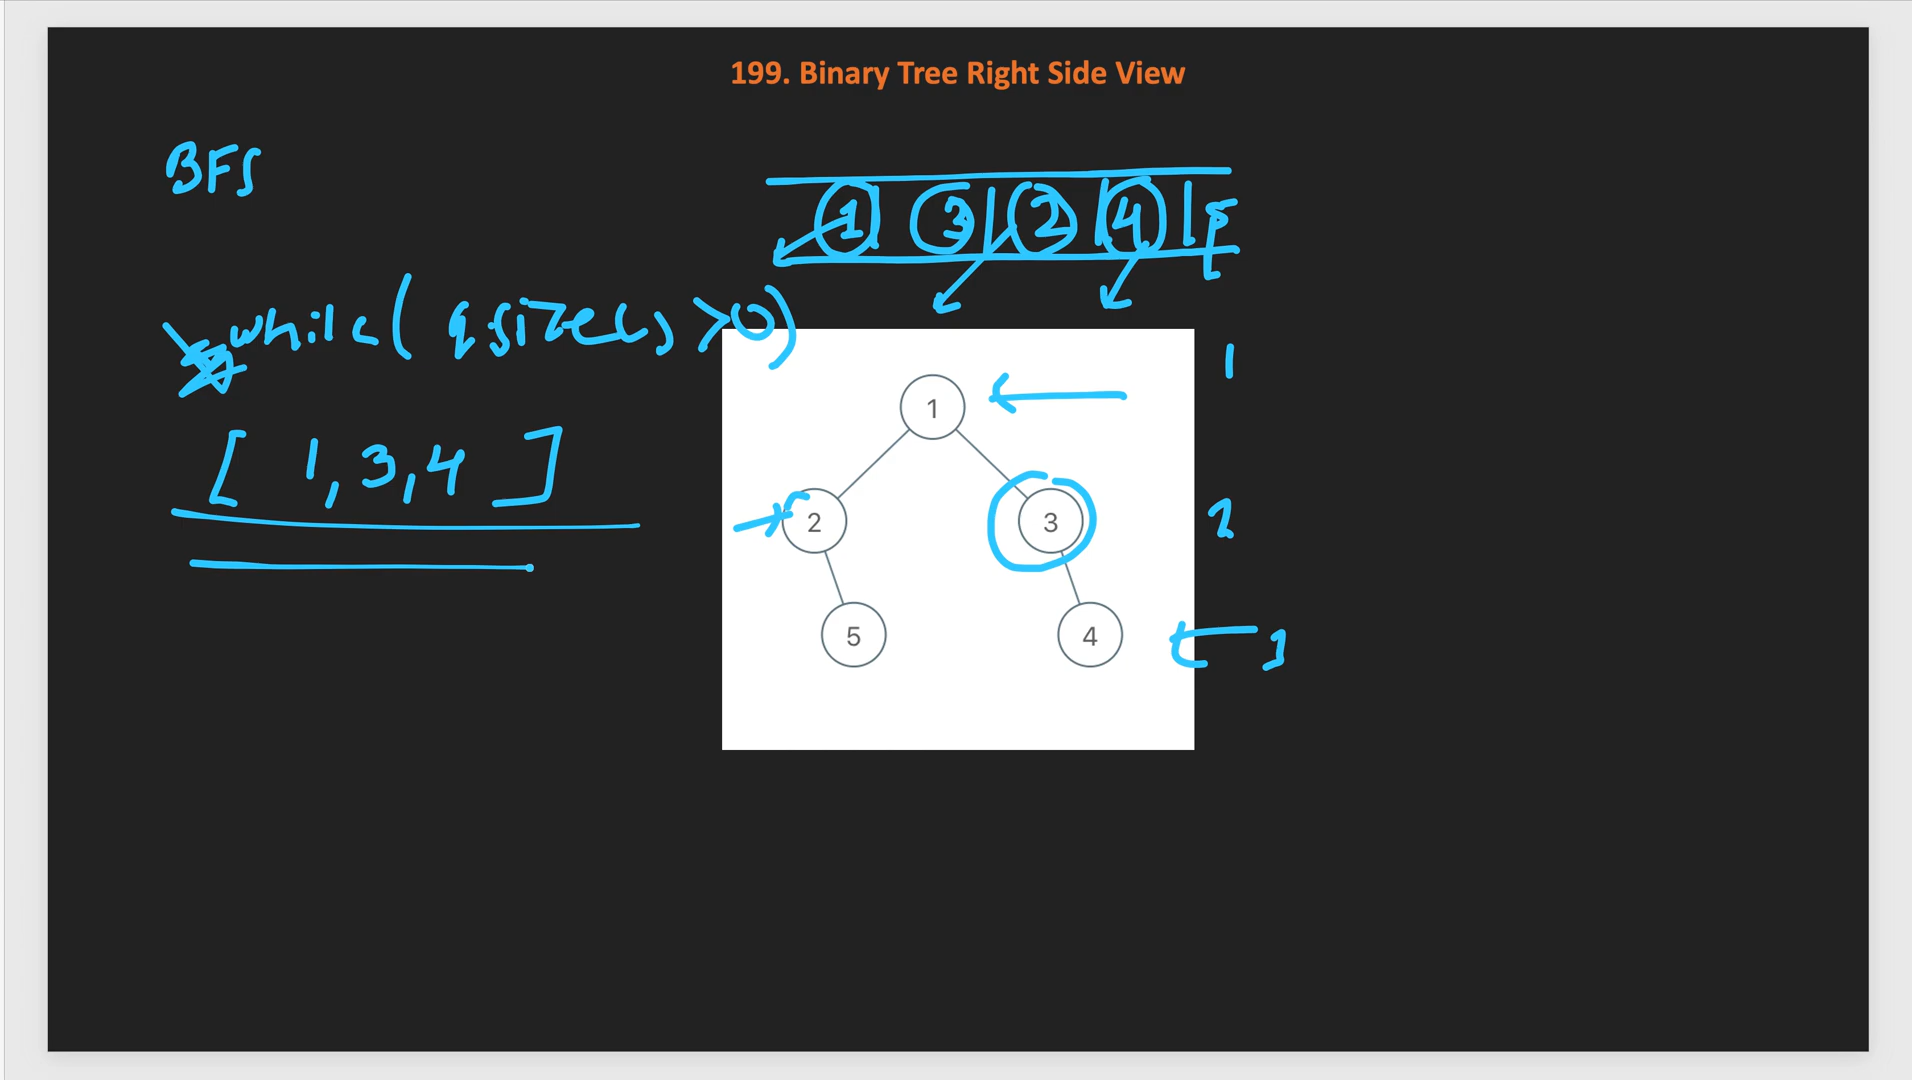 199. Binary Tree Right Side View
BFS
1 3 2 4 5
while( q.size() >0)
1
1
2
2
3
[ 1, 3, 4 ]
5
4
3